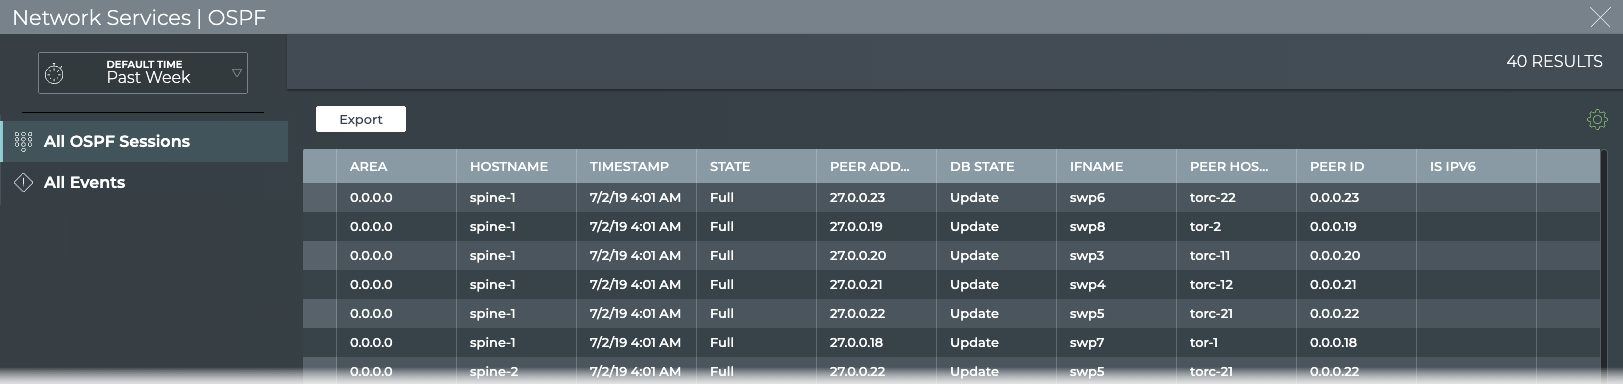 Network Services | OSPF
DEFAULT TIME
Past Week
40 RESULTS
All OSPF Sessions
All Events
Export
AREA HOSTNAME TIMESTAMP STATE PEER ADD... DB STATE IFNAME PEER HOS... PEER ID IS IPV6
0.0.0.0 spine-1 7/2/19 4:01 AM Full 27.0.0.23 Update swp6 torc-22 0.0.0.23
0.0.0.0 spine-1 7/2/19 4:01 AM Full 27.0.0.19 Update swp8 tor-2 0.0.0.19
0.0.0.0 spine-1 7/2/19 4:01 AM Full 27.0.0.20 Update swp3 torc-11 0.0.0.20
0.0.0.0 spine-1 7/2/19 4:01 AM Full 27.0.0.21 Update swp4 torc-12 0.0.0.21
0.0.0.0 spine-1 7/2/19 4:01 AM Full 27.0.0.22 Update swp5 torc-21 0.0.0.22
0.0.0.0 spine-1 7/2/19 4:01 AM Full 27.0.0.18 Update swp7 tor-1 0.0.0.18
0.0.0.0 spine-2 7/2/19 4:01 AM Full 27.0.0.22 Update swp5 torc-21 0.0.0.22